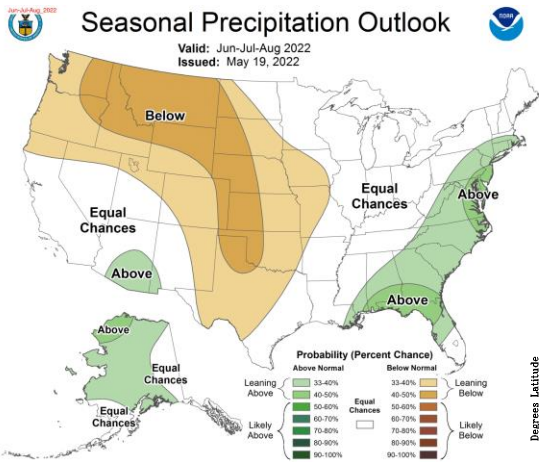 Jun-Jul-Aug, 2022
Seasonal Precipitation Outlook
NOAA
Valid: Jun-Jul-Aug 2022
Issued: May 19, 2022
Below
Equal
Chances
Above
Equal
Chances
Above
Above
Above
Equal
Chances
Equal
Chances
Probability (Percent Chance)
Above Normal
Below Normal
Leaning
Above
33-40%
40-50%
Likely
Above
50-60%
60-70%
70-80%
80-90%
90-100%
Equal
Chances
33-40%
40-50%
Leaning
Below
50-60%
60-70%
70-80%
80-90%
90-100%
Likely
Below
Degrees Latitude